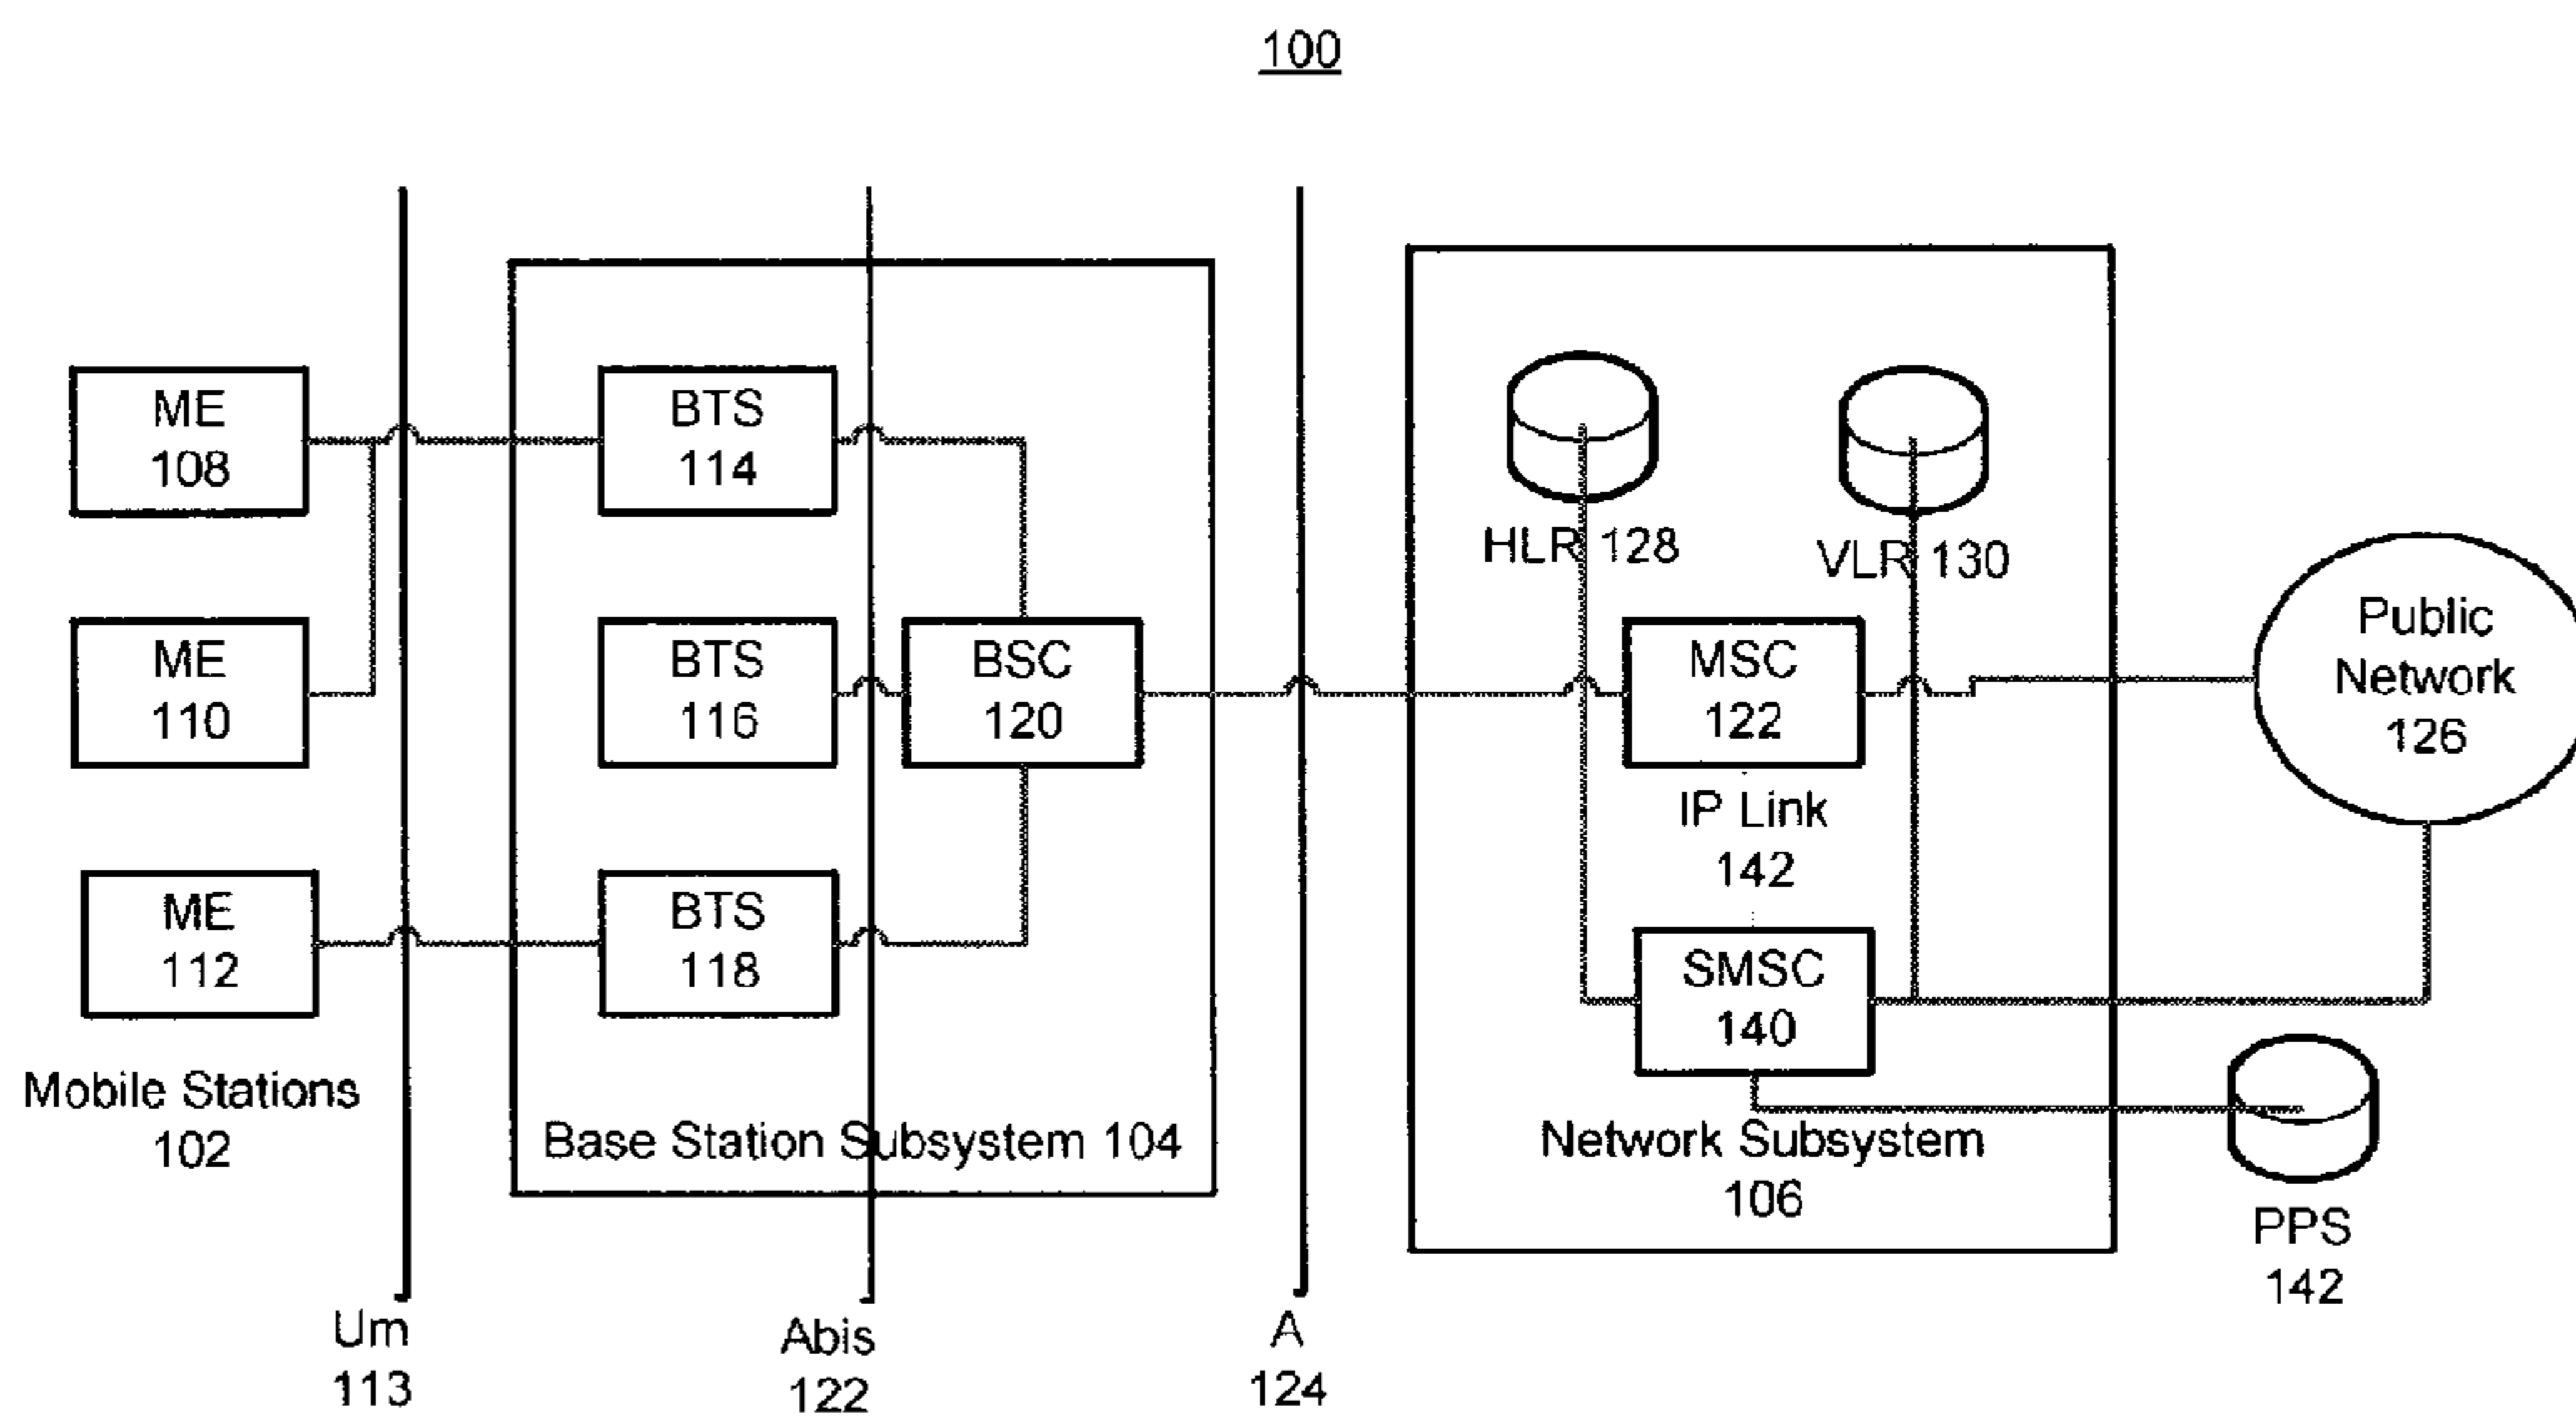 100
ME
108
BTS
114
HLR 128
VLR 130
ME
110
BTS
116
BSC
120
MSC
122
Public
Network
126
IP Link
142
ME
112
BTS
118
SMSC
140
Mobile Stations
102
Base Station Subsystem 104
Network Subsystem
106
PPS
142
Um
113
Abis
122
A
124